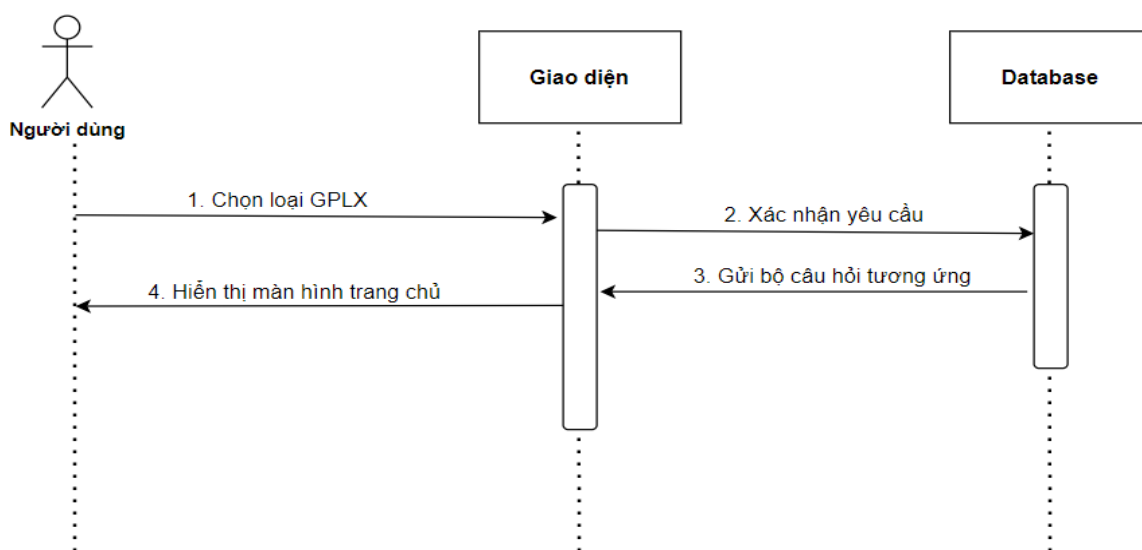 Người dùng
Giao diện
Database
1. Chọn loại GPLX
2. Xác nhận yêu cầu
3. Gửi bộ câu hỏi tương ứng
4. Hiển thị màn hình trang chủ